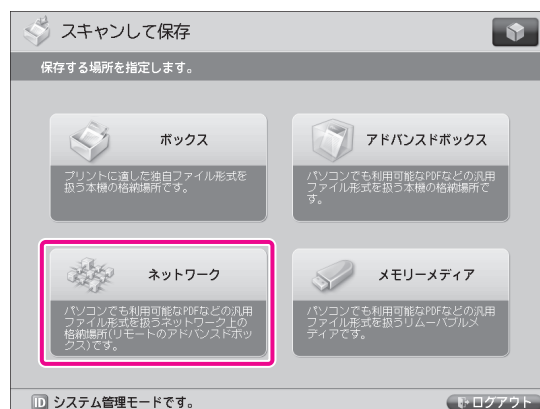 スキャンして保存
保存する場所を指定します。
ボックス
プリントに適した独自ファイル形式を
扱う本機の格納場所です。
アドバンスドボックス
パソコンでも利用可能なPDFなどの汎用
ファイル形式を扱う本機の格納場所で
す。
ネットワーク
パソコンでも利用可能なPDFなどの汎用
ファイル形式を扱うネットワーク上の
格納場所(リモートのアドバンスドボッ
クス)です。
メモリーメディア
パソコンでも利用可能なPDFなどの汎用
ファイル形式を扱うリムーバブルメ
ディアです。
ID システム管理モードです。
ログアウト